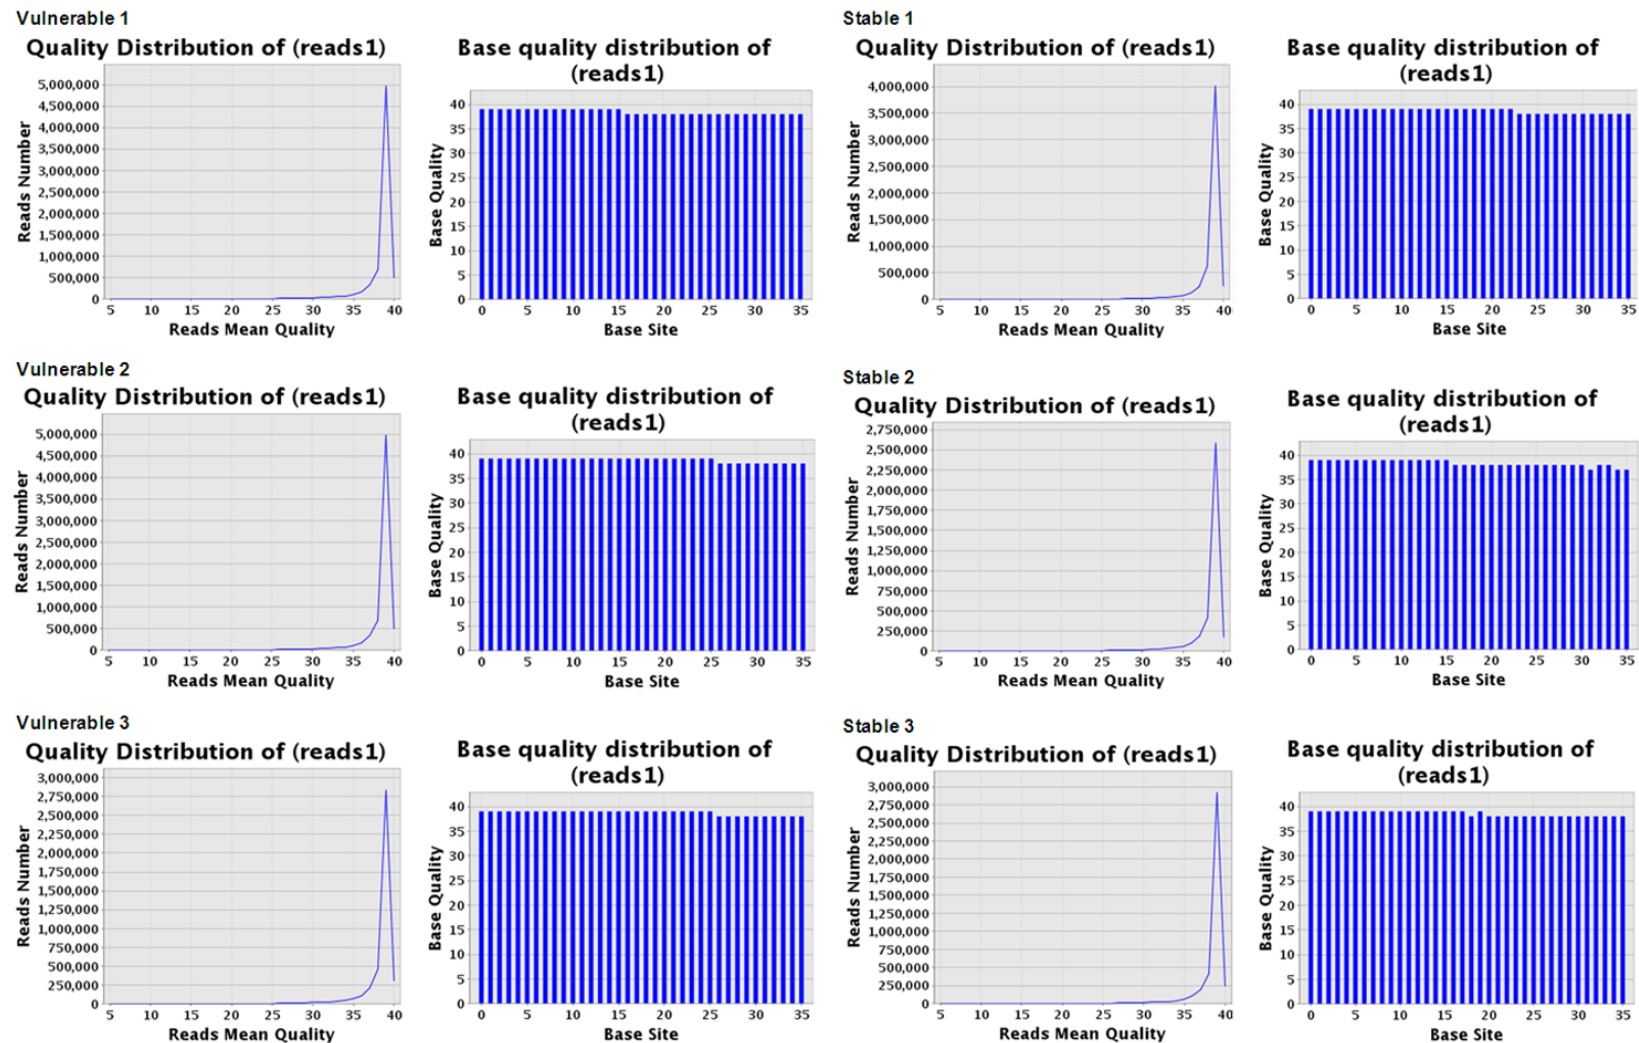 Vulnerable 1
Quality Distribution of (reads1)
Reads Number
5,000,000
4,500,000
4,000,000
3,500,000
3,000,000
2,500,000
2,000,000
1,500,000
1,000,000
500,000
0
5 10 15 20 25 30 35 40
Reads Mean Quality
Base quality distribution of
(reads1)
Base Quality
40
35
30
25
20
15
10
5
0
0 5 10 15 20 25 30 35
Base Site
Stable 1
Quality Distribution of (reads1)
Reads Number
4,000,000
3,500,000
3,000,000
2,500,000
2,000,000
1,500,000
1,000,000
500,000
0
5 10 15 20 25 30 35 40
Reads Mean Quality
Base quality distribution of
(reads1)
Base Quality
40
35
30
25
20
15
10
5
0
0 5 10 15 20 25 30 35
Base Site
Vulnerable 2
Quality Distribution of (reads1)
Reads Number
5,000,000
4,500,000
4,000,000
3,500,000
3,000,000
2,500,000
2,000,000
1,500,000
1,000,000
500,000
0
5 10 15 20 25 30 35 40
Reads Mean Quality
Base quality distribution of
(reads1)
Base Quality
40
35
30
25
20
15
10
5
0
0 5 10 15 20 25 30 35
Base Site
Stable 2
Quality Distribution of (reads1)
Reads Number
2,750,000
2,500,000
2,250,000
2,000,000
1,750,000
1,500,000
1,250,000
1,000,000
750,000
500,000
250,000
0
5 10 15 20 25 30 35 40
Reads Mean Quality
Base quality distribution of
(reads1)
Base Quality
40
35
30
25
20
15
10
5
0
0 5 10 15 20 25 30 35
Base Site
Vulnerable 3
Quality Distribution of (reads1)
Reads Number
3,000,000
2,750,000
2,500,000
2,250,000
2,000,000
1,750,000
1,500,000
1,250,000
1,000,000
750,000
500,000
250,000
0
5 10 15 20 25 30 35 40
Reads Mean Quality
Base quality distribution of
(reads1)
Base Quality
40
35
30
25
20
15
10
5
0
0 5 10 15 20 25 30 35
Base Site
Stable 3
Quality Distribution of (reads1)
Reads Number
3,000,000
2,750,000
2,500,000
2,250,000
2,000,000
1,750,000
1,500,000
1,250,000
1,000,000
750,000
500,000
250,000
0
5 10 15 20 25 30 35 40
Reads Mean Quality
Base quality distribution of
(reads1)
Base Quality
40
35
30
25
20
15
10
5
0
0 5 10 15 20 25 30 35
Base Site